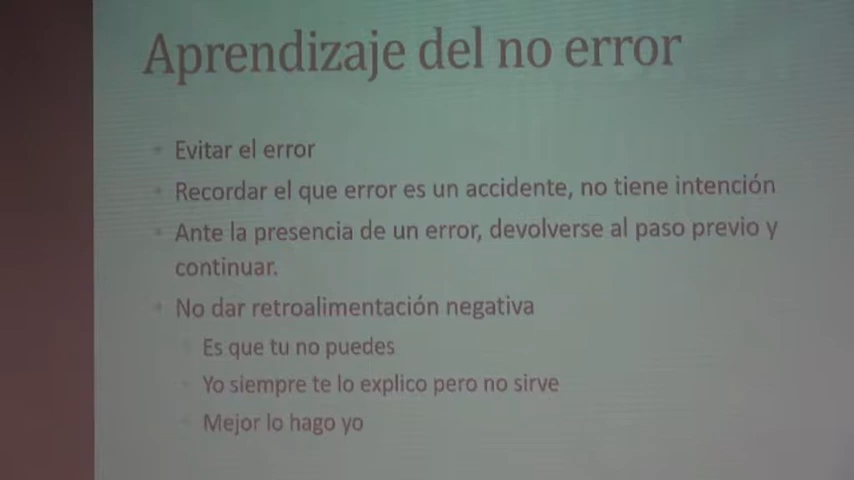 Aprendizaje del no error
Evitar el error
Recordar el que error es un accidente, no tiene intención
Ante la presencia de un error, devolverse al paso previo y
continuar.
No dar retroalimentación negativa
Es que tu no puedes
Yo siempre te lo explico pero no sirve
Mejor lo hago yo